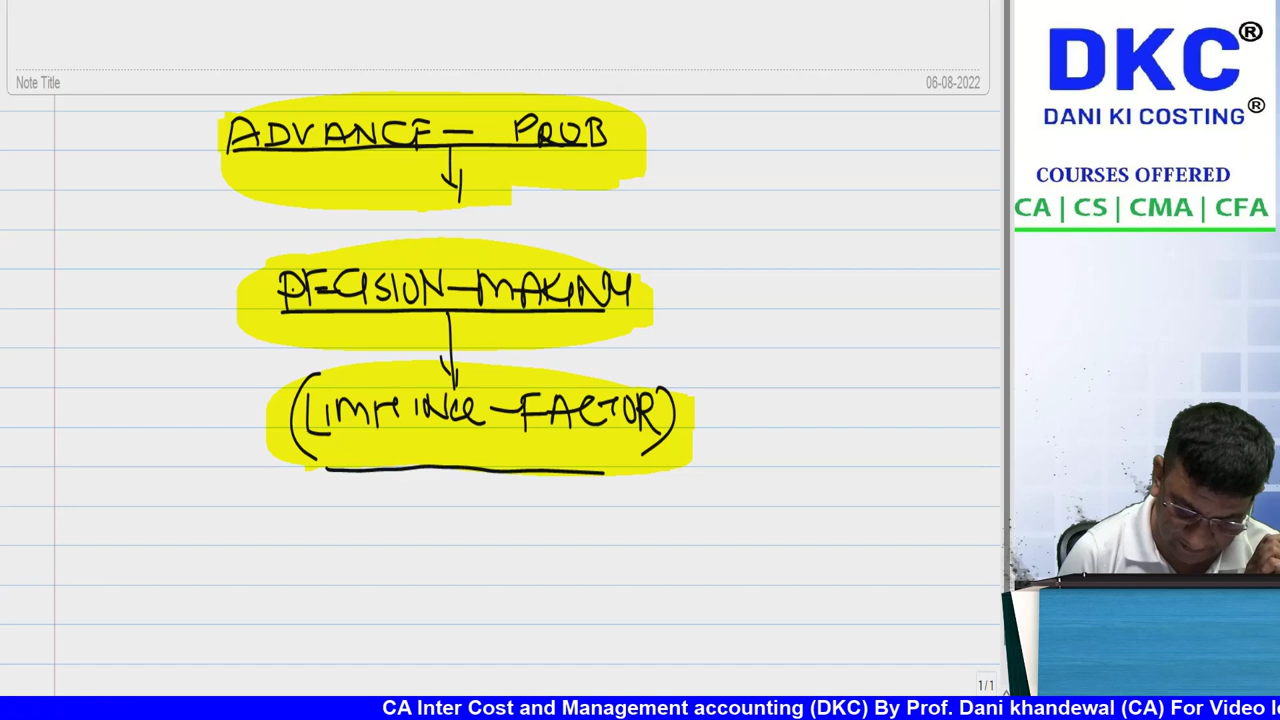 Note Title
06-08-2022
ADVANCE - PROB
DECISION - MAKING
(LIMITING - FACTOR)
1/1
DKC®
DANI KI COSTING®
COURSES OFFERED
CA | CS | CMA | CFA
CA Inter Cost and Management accounting (DKC) By Prof. Dani khandewal (CA) For Video l